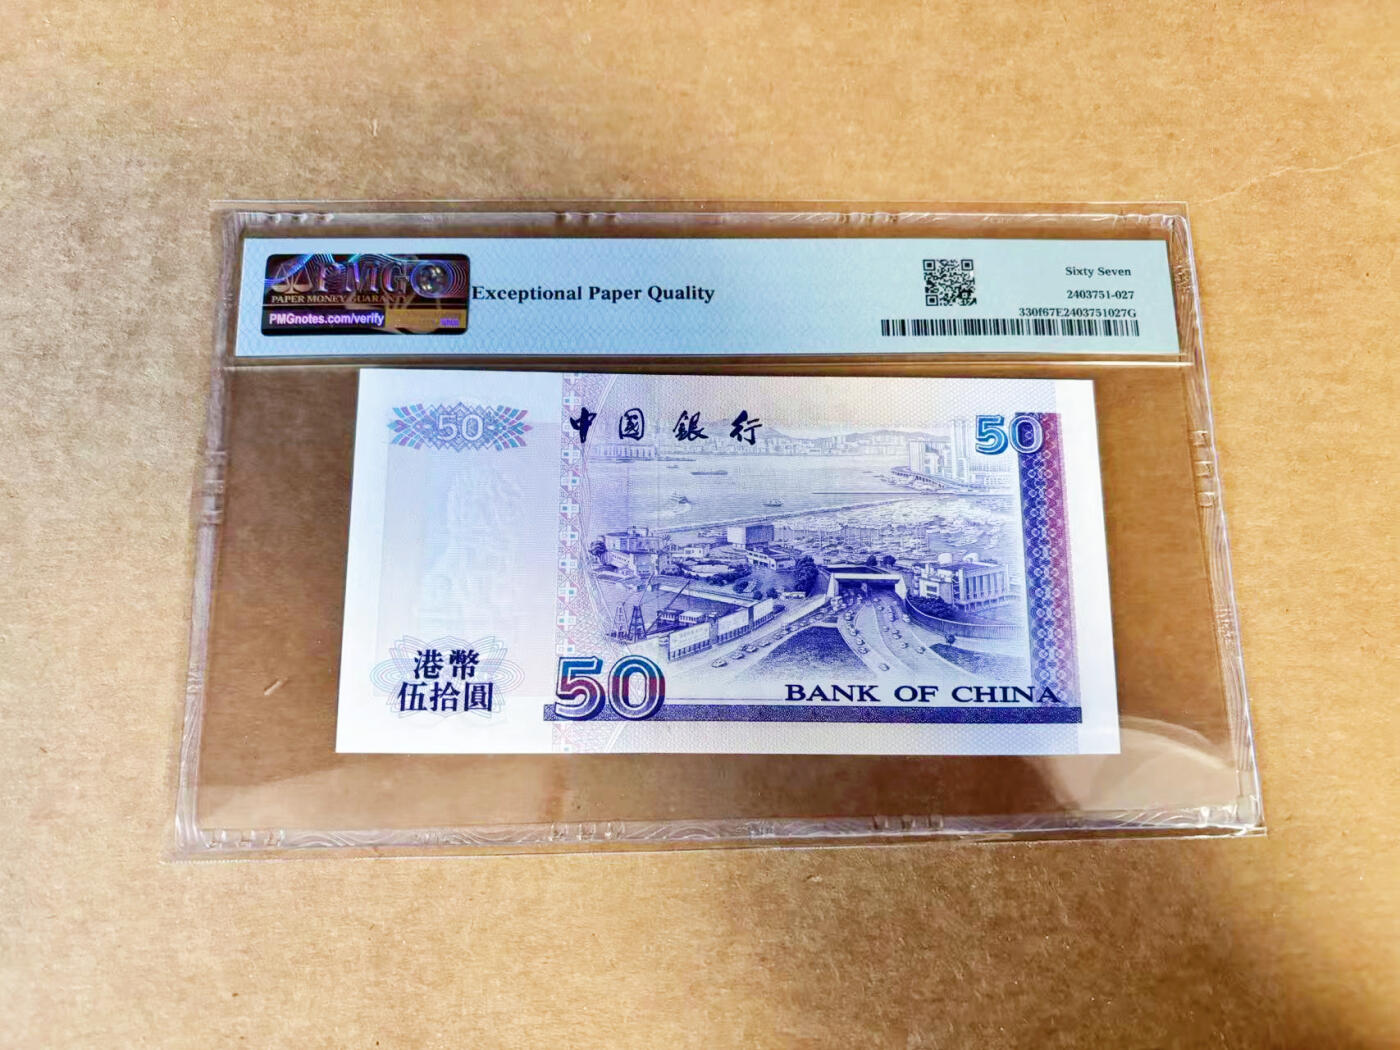 PMG
PAPER MONEY GUARANTY
PMGnotes.com/verify
Exceptional Paper Quality
Sixty Seven
2403751-027
330f67E2403751027G
50
中國銀行
50
港幣
伍拾圓
50
BANK OF CHINA